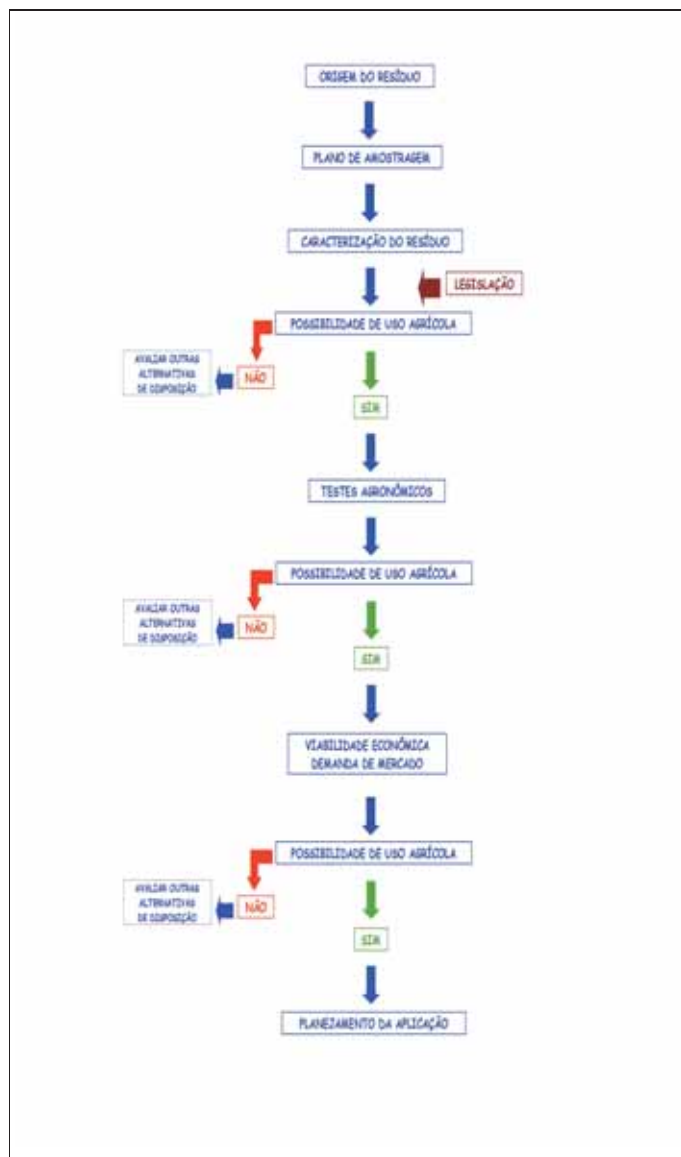 ORIGEM DO RESÍDUO
PLANO DE AMOSTRAGEM
CARACTERIZAÇÃO DO RESÍDUO
LEGISLAÇÃO
POSSIBILIDADE DE USO AGRÍCOLA
AVALIAR OUTRAS
ALTERNATIVAS
DE DISPOSIÇÃO
NÃO
SIM
TESTES AGRONÔMICOS
POSSIBILIDADE DE USO AGRÍCOLA
AVALIAR OUTRAS
ALTERNATIVAS
DE DISPOSIÇÃO
NÃO
SIM
VIABILIDADE ECONÔMICA
DEMANDA DE MERCADO
POSSIBILIDADE DE USO AGRÍCOLA
AVALIAR OUTRAS
ALTERNATIVAS
DE DISPOSIÇÃO
NÃO
SIM
PLANEJAMENTO DA APLICAÇÃO